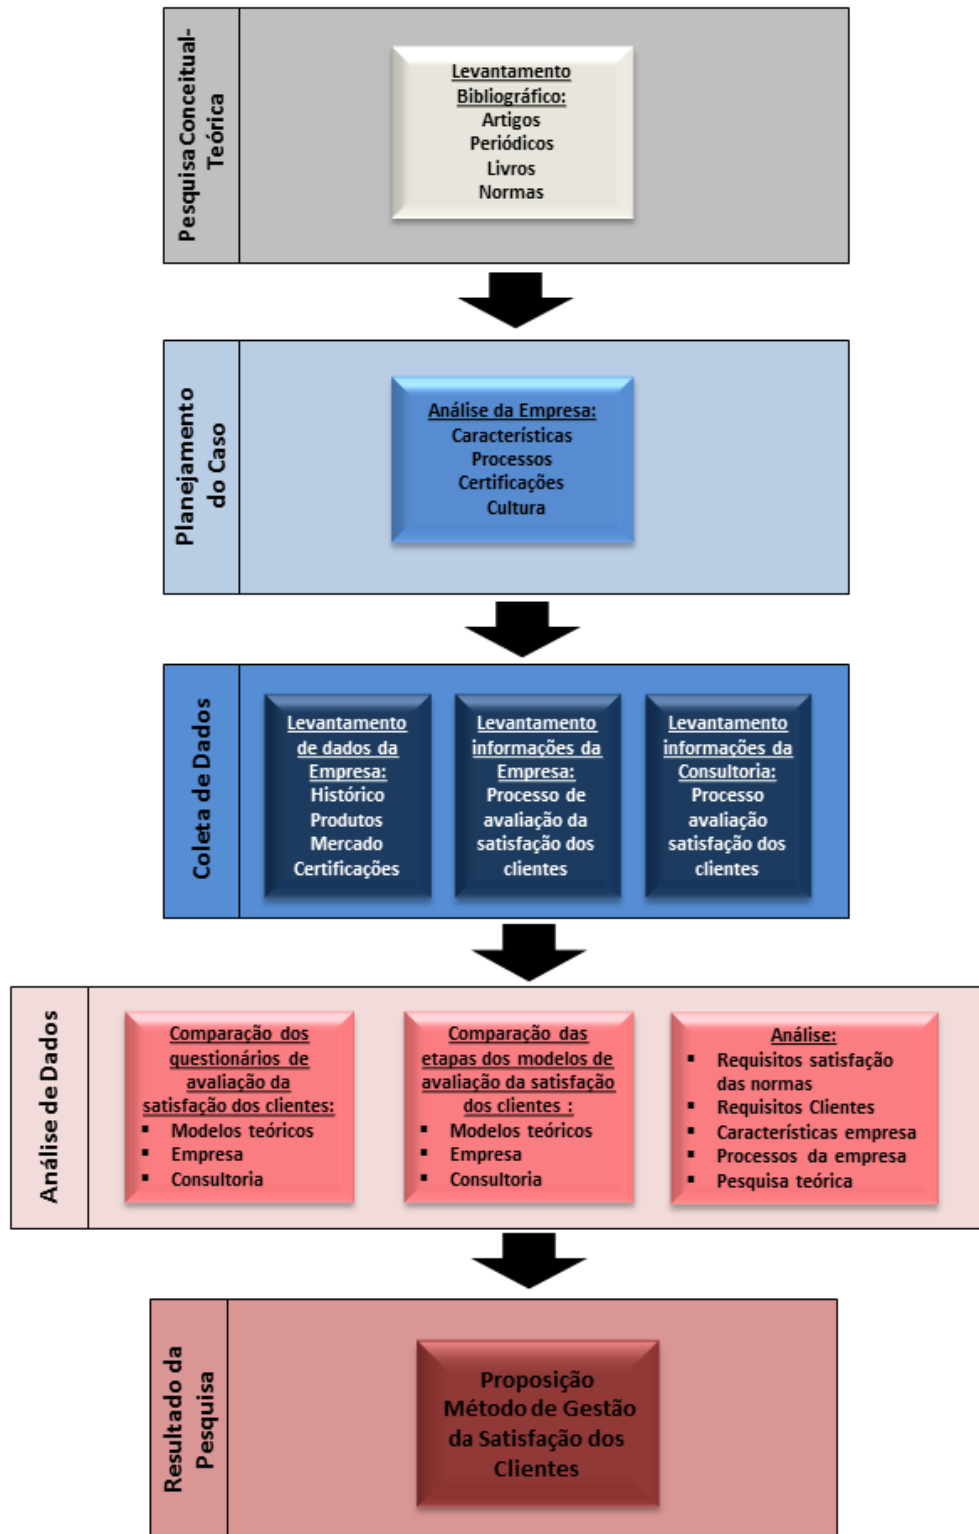 Pesquisa Conceitual-
Teórica
Levantamento
Bibliográfico:
Artigos
Periódicos
Livros
Normas
Planejamento
do Caso
Análise da Empresa:
Características
Processos
Certificações
Cultura
Coleta de Dados
Levantamento
de dados da
Empresa:
Histórico
Produtos
Mercado
Certificações
Levantamento
informações da
Empresa:
Processo de
avaliação da
satisfação dos
clientes
Levantamento
informações da
Consultoria:
Processo
avaliação
satisfação dos
clientes
Análise de Dados
Comparação dos
questionários de
avaliação da
satisfação dos clientes:
▪ Modelos teóricos
▪ Empresa
▪ Consultoria
Comparação das
etapas dos modelos de
avaliação da satisfação
dos clientes :
▪ Modelos teóricos
▪ Empresa
▪ Consultoria
Análise:
▪ Requisitos satisfação
das normas
▪ Requisitos Clientes
▪ Características empresa
▪ Processos da empresa
▪ Pesquisa teórica
Resultado da
Pesquisa
Proposição
Método de Gestão
da Satisfação dos
Clientes